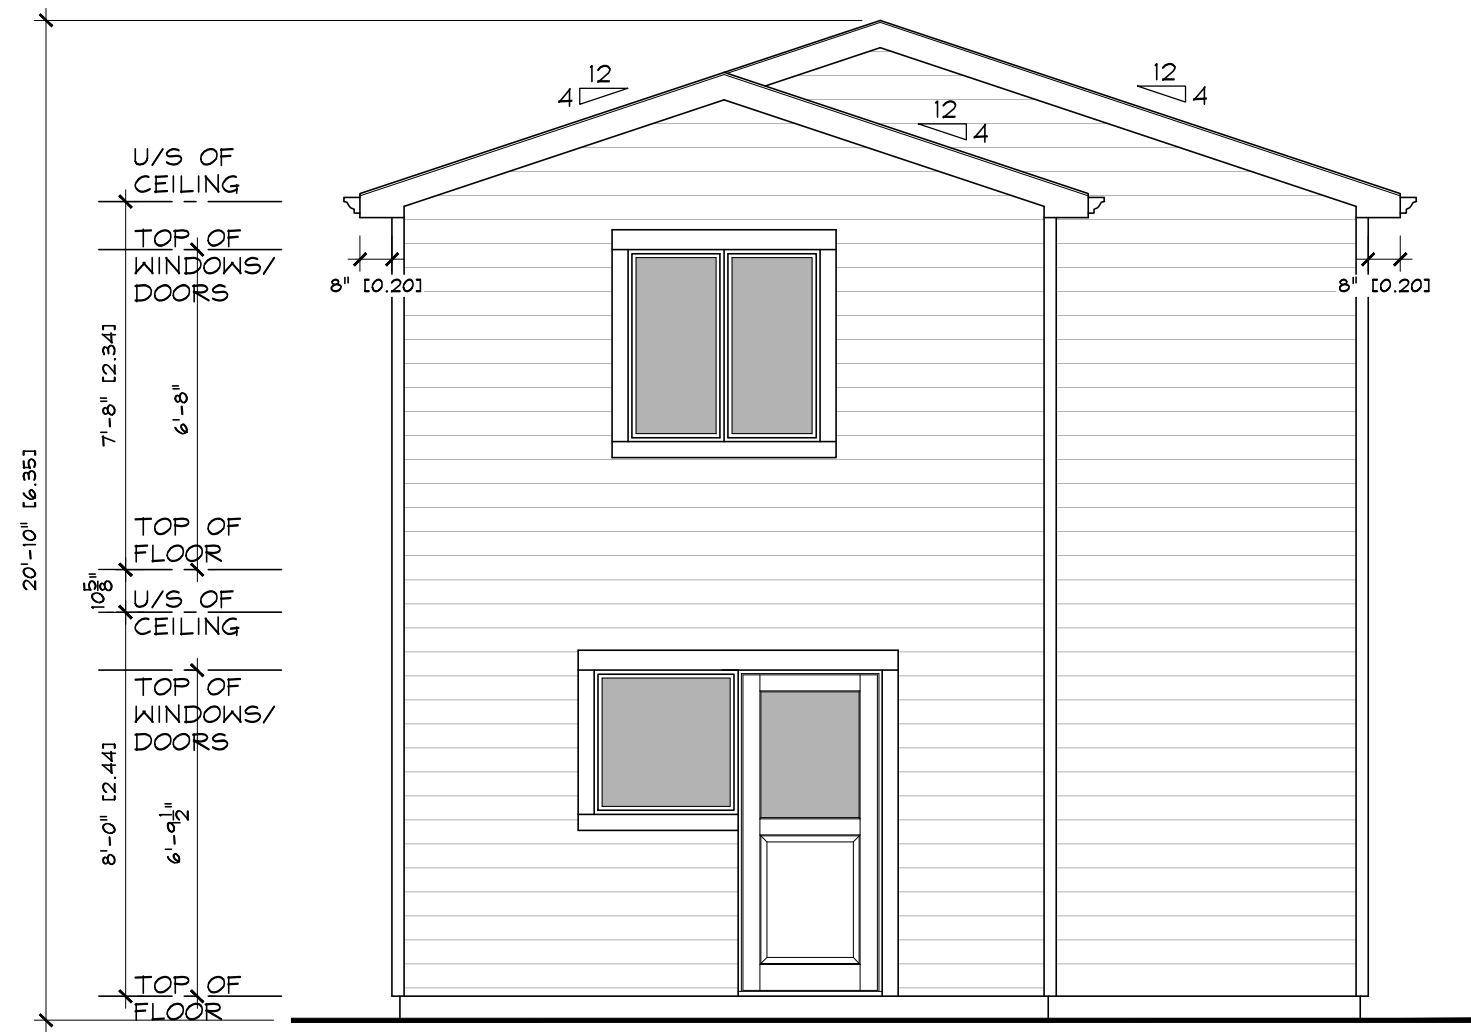 12
4
12
4
12
4
U/S OF
CEILING
TOP OF
WINDOWS/
DOORS
8" [0.20]
8" [0.20]
7'-8" [2.34]
6'-8"
20'-10" [6.35]
TOP OF
FLOOR
10 5/8"
U/S OF
CEILING
TOP OF
WINDOWS/
DOORS
8'-0" [2.44]
6'-9 1/2"
TOP OF
FLOOR